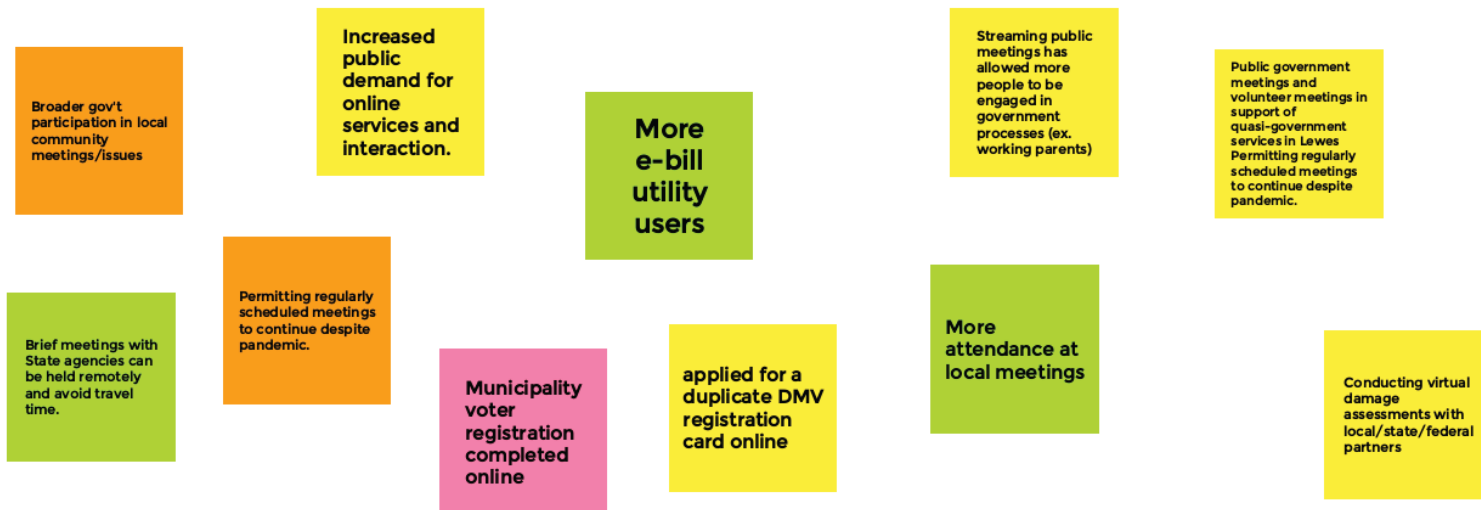 Broader gov't
participation in local
community
meetings/issues
Increased
public
demand for
online
services and
interaction.
More
e-bill
utility
users
Streaming public
meetings has
allowed more
people to be
engaged in
government
processes (ex.
working parents)
Public government
meetings and
volunteer meetings in
support of
quasi-government
services in Lewes
Permitting regularly
scheduled meetings
to continue despite
pandemic.
Brief meetings with
State agencies can
be held remotely
and avoid travel
time.
Permitting regularly
scheduled meetings
to continue despite
pandemic.
Municipality
voter
registration
completed
online
applied for a
duplicate DMV
registration
card online
More
attendance at
local meetings
Conducting virtual
damage
assessments with
local/state/federal
partners